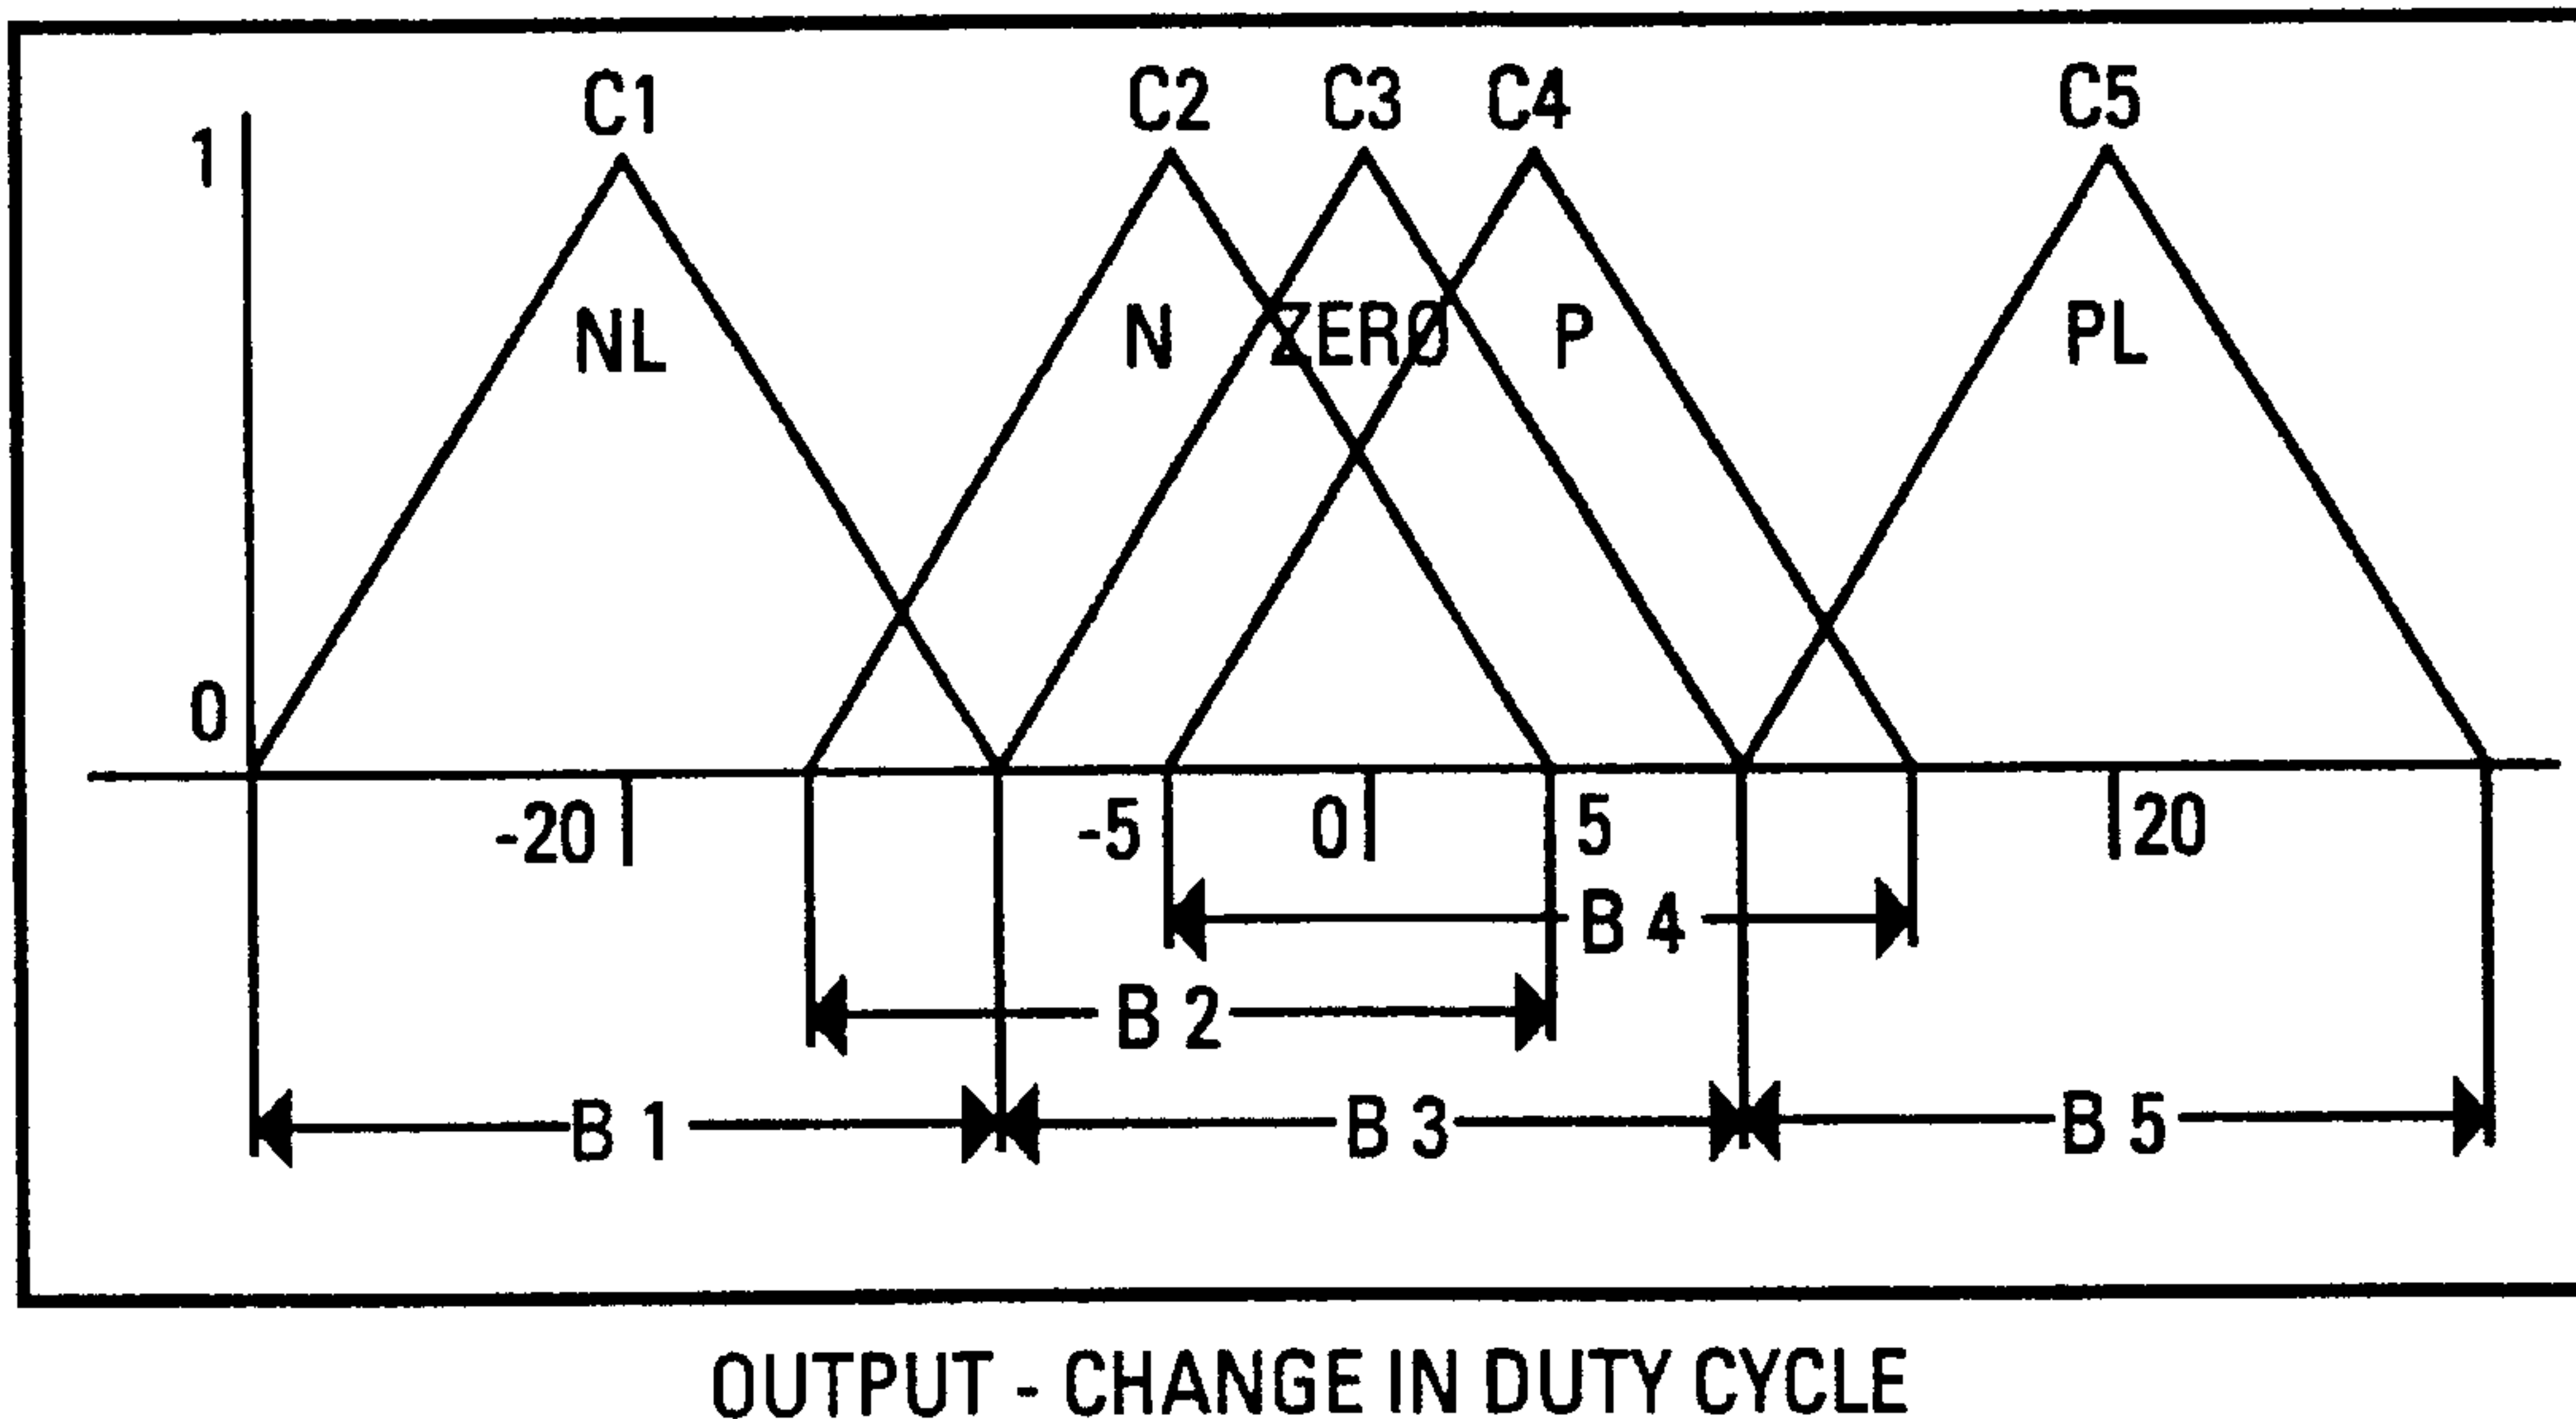 C1 C2 C3 C4 C5
1
NL N ZERO P PL
0
-20 -5 0 5 20
B 4
B 2
B 1 B 3 B 5
OUTPUT - CHANGE IN DUTY CYCLE